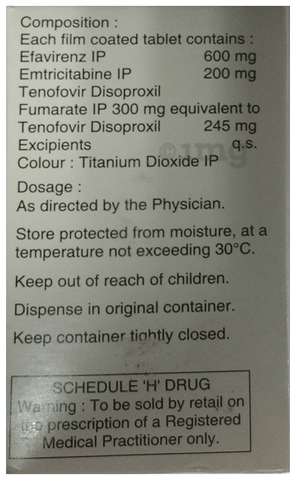 Composition :
Each film coated tablet contains :
Efavirenz IP 600 mg
Emtricitabine IP 200 mg
Tenofovir Disoproxil
Fumarate IP 300 mg equivalent to
Tenofovir Disoproxil 245 mg
Excipients q.s.
Colour : Titanium Dioxide IP
©1mg
Dosage :
As directed by the Physician.
Store protected from moisture, at a
temperature not exceeding 30°C.
Keep out of reach of children.
Dispense in original container.
Keep container tightly closed.
SCHEDULE 'H' DRUG
Warning : To be sold by retail on
the prescription of a Registered
Medical Practitioner only.